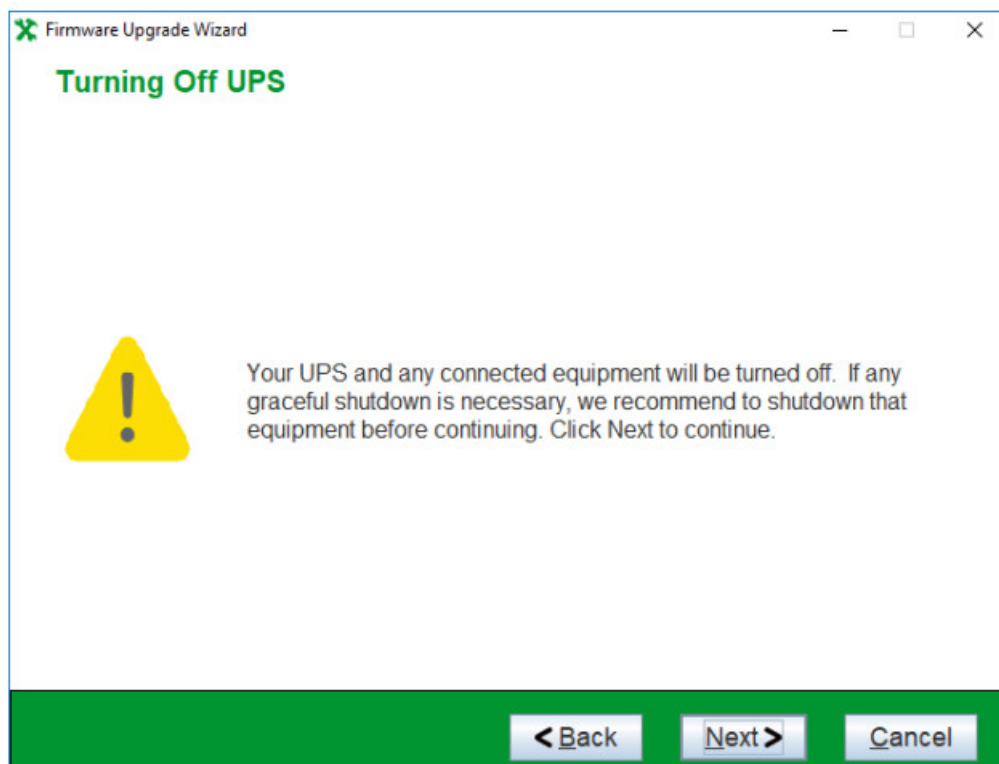 Firmware Upgrade Wizard
Turning Off UPS
Your UPS and any connected equipment will be turned off. If any
graceful shutdown is necessary, we recommend to shutdown that
equipment before continuing. Click Next to continue.
< Back
Next >
Cancel